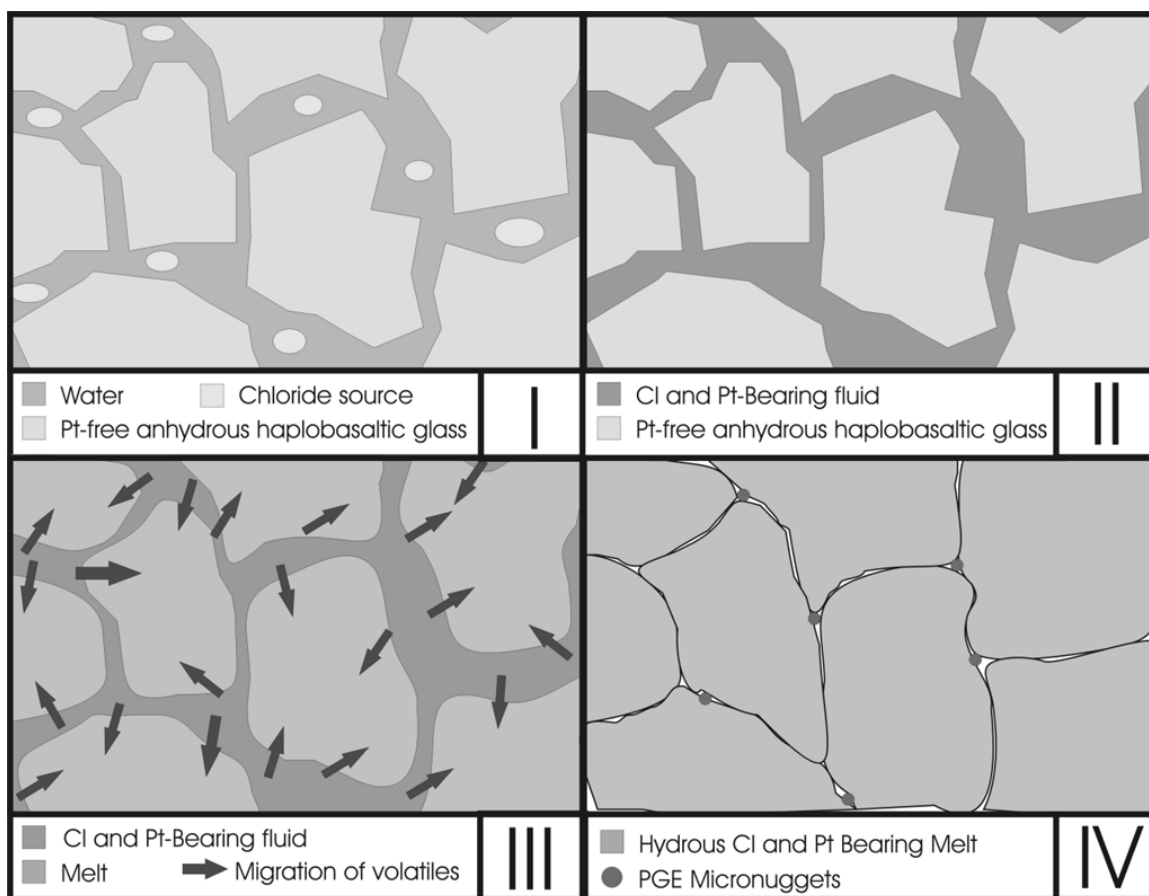 Water
Chloride source
Pt-free anhydrous haplobasaltic glass
I
Cl and Pt-Bearing fluid
Pt-free anhydrous haplobasaltic glass
II
Cl and Pt-Bearing fluid
Melt
Migration of volatiles
III
Hydrous Cl and Pt Bearing Melt
PGE Micronuggets
IV